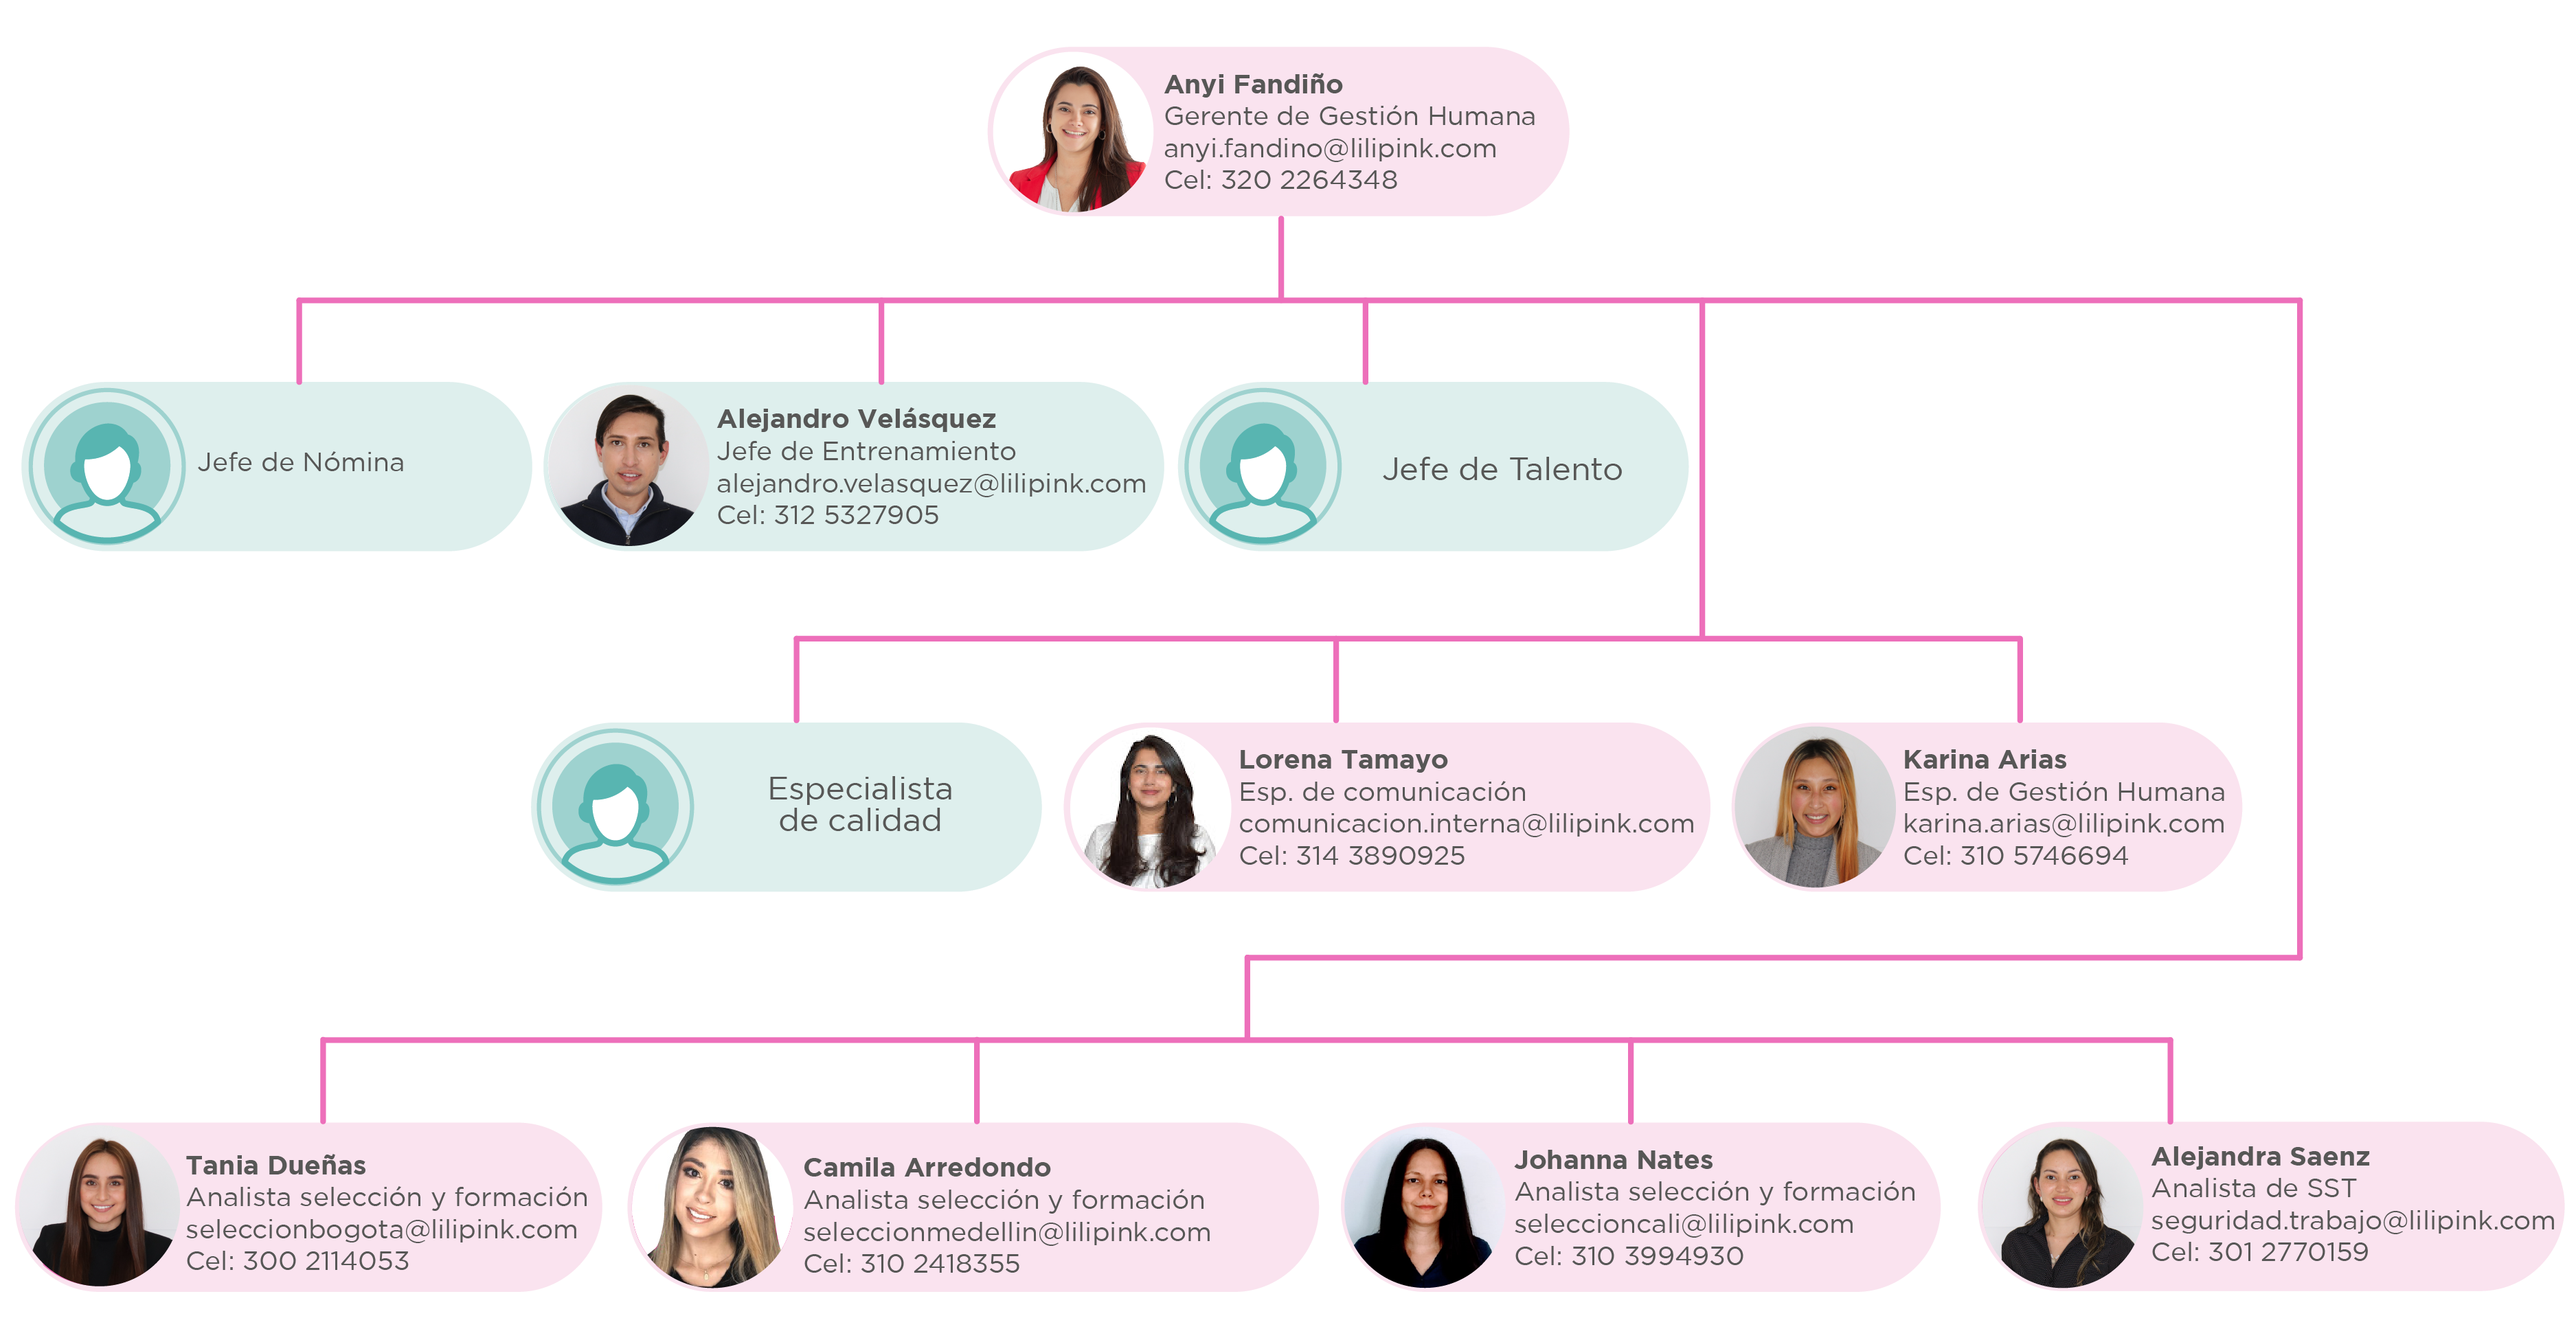 Anyi Fandiño
Gerente de Gestión Humana
anyi.fandino@lilipink.com
Cel: 320 2264348
Jefe de Nómina
Alejandro Velásquez
Jefe de Entrenamiento
alejandro.velasquez@lilipink.com
Cel: 312 5327905
Jefe de Talento
Especialista
de calidad
Lorena Tamayo
Esp. de comunicación
comunicacion.interna@lilipink.com
Cel: 314 3890925
Karina Arias
Esp. de Gestión Humana
karina.arias@lilipink.com
Cel: 310 5746694
Tania Dueñas
Analista selección y formación
seleccionbogota@lilipink.com
Cel: 300 2114053
Camila Arredondo
Analista selección y formación
seleccionmedellin@lilipink.com
Cel: 310 2418355
Johanna Nates
Analista selección y formación
seleccioncali@lilipink.com
Cel: 310 3994930
Alejandra Saenz
Analista de SST
seguridad.trabajo@lilipink.com
Cel: 301 2770159